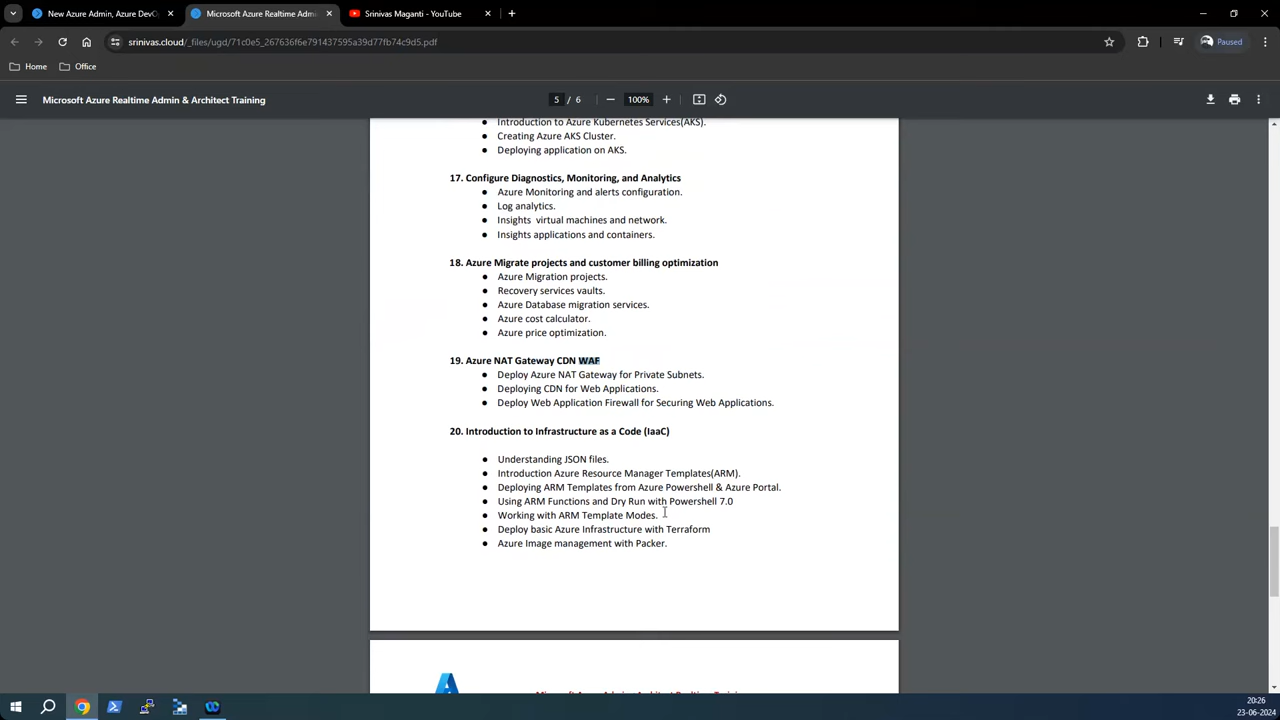 New Azure Admin, Azure DevO
Microsoft Azure Realtime Admin
Srinivas Maganti - YouTube
srinivas.cloud/_files/ugd/71c0e5_267636f6e791437595a39d77fb74c9d5.pdf
Paused
Home
Office
Microsoft Azure Realtime Admin & Architect Training
5 / 6
100%
● Introduction to Azure Kubernetes Services(AKS).
● Creating Azure AKS Cluster.
● Deploying application on AKS.
17. Configure Diagnostics, Monitoring, and Analytics
● Azure Monitoring and alerts configuration.
● Log analytics.
● Insights virtual machines and network.
● Insights applications and containers.
18. Azure Migrate projects and customer billing optimization
● Azure Migration projects.
● Recovery services vaults.
● Azure Database migration services.
● Azure cost calculator.
● Azure price optimization.
19. Azure NAT Gateway CDN WAF
● Deploy Azure NAT Gateway for Private Subnets.
● Deploying CDN for Web Applications.
● Deploy Web Application Firewall for Securing Web Applications.
20. Introduction to Infrastructure as a Code (IaaC)
● Understanding JSON files.
● Introduction Azure Resource Manager Templates(ARM).
● Deploying ARM Templates from Azure Powershell & Azure Portal.
● Using ARM Functions and Dry Run with Powershell 7.0
● Working with ARM Template Modes.
● Deploy basic Azure Infrastructure with Terraform
● Azure Image management with Packer.
20:26
23-06-2024